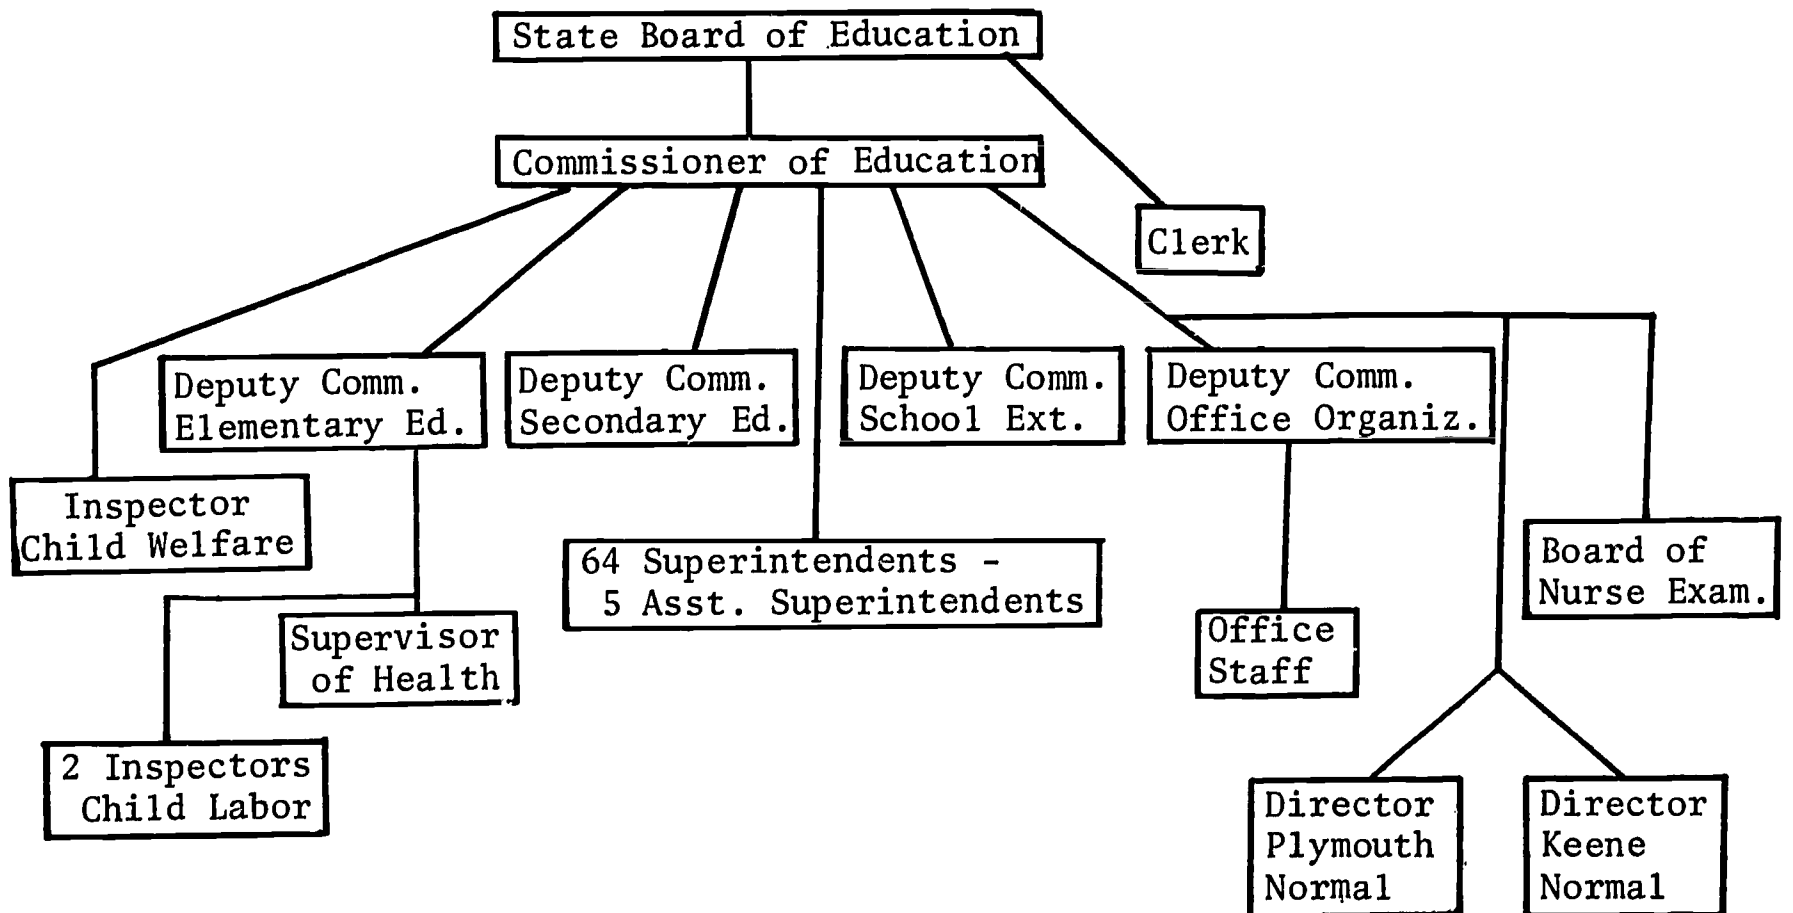 State Board of Education
Commissioner of Education
Clerk
Deputy Comm.
Elementary Ed.
Deputy Comm.
Secondary Ed.
Deputy Comm.
School Ext.
Deputy Comm.
Office Organiz.
Inspector
Child Welfare
64 Superintendents -
5 Asst. Superintendents
Board of
Nurse Exam.
Supervisor
of Health
Office
Staff
2 Inspectors
Child Labor
Director
Plymouth
Normal
Director
Keene
Normal